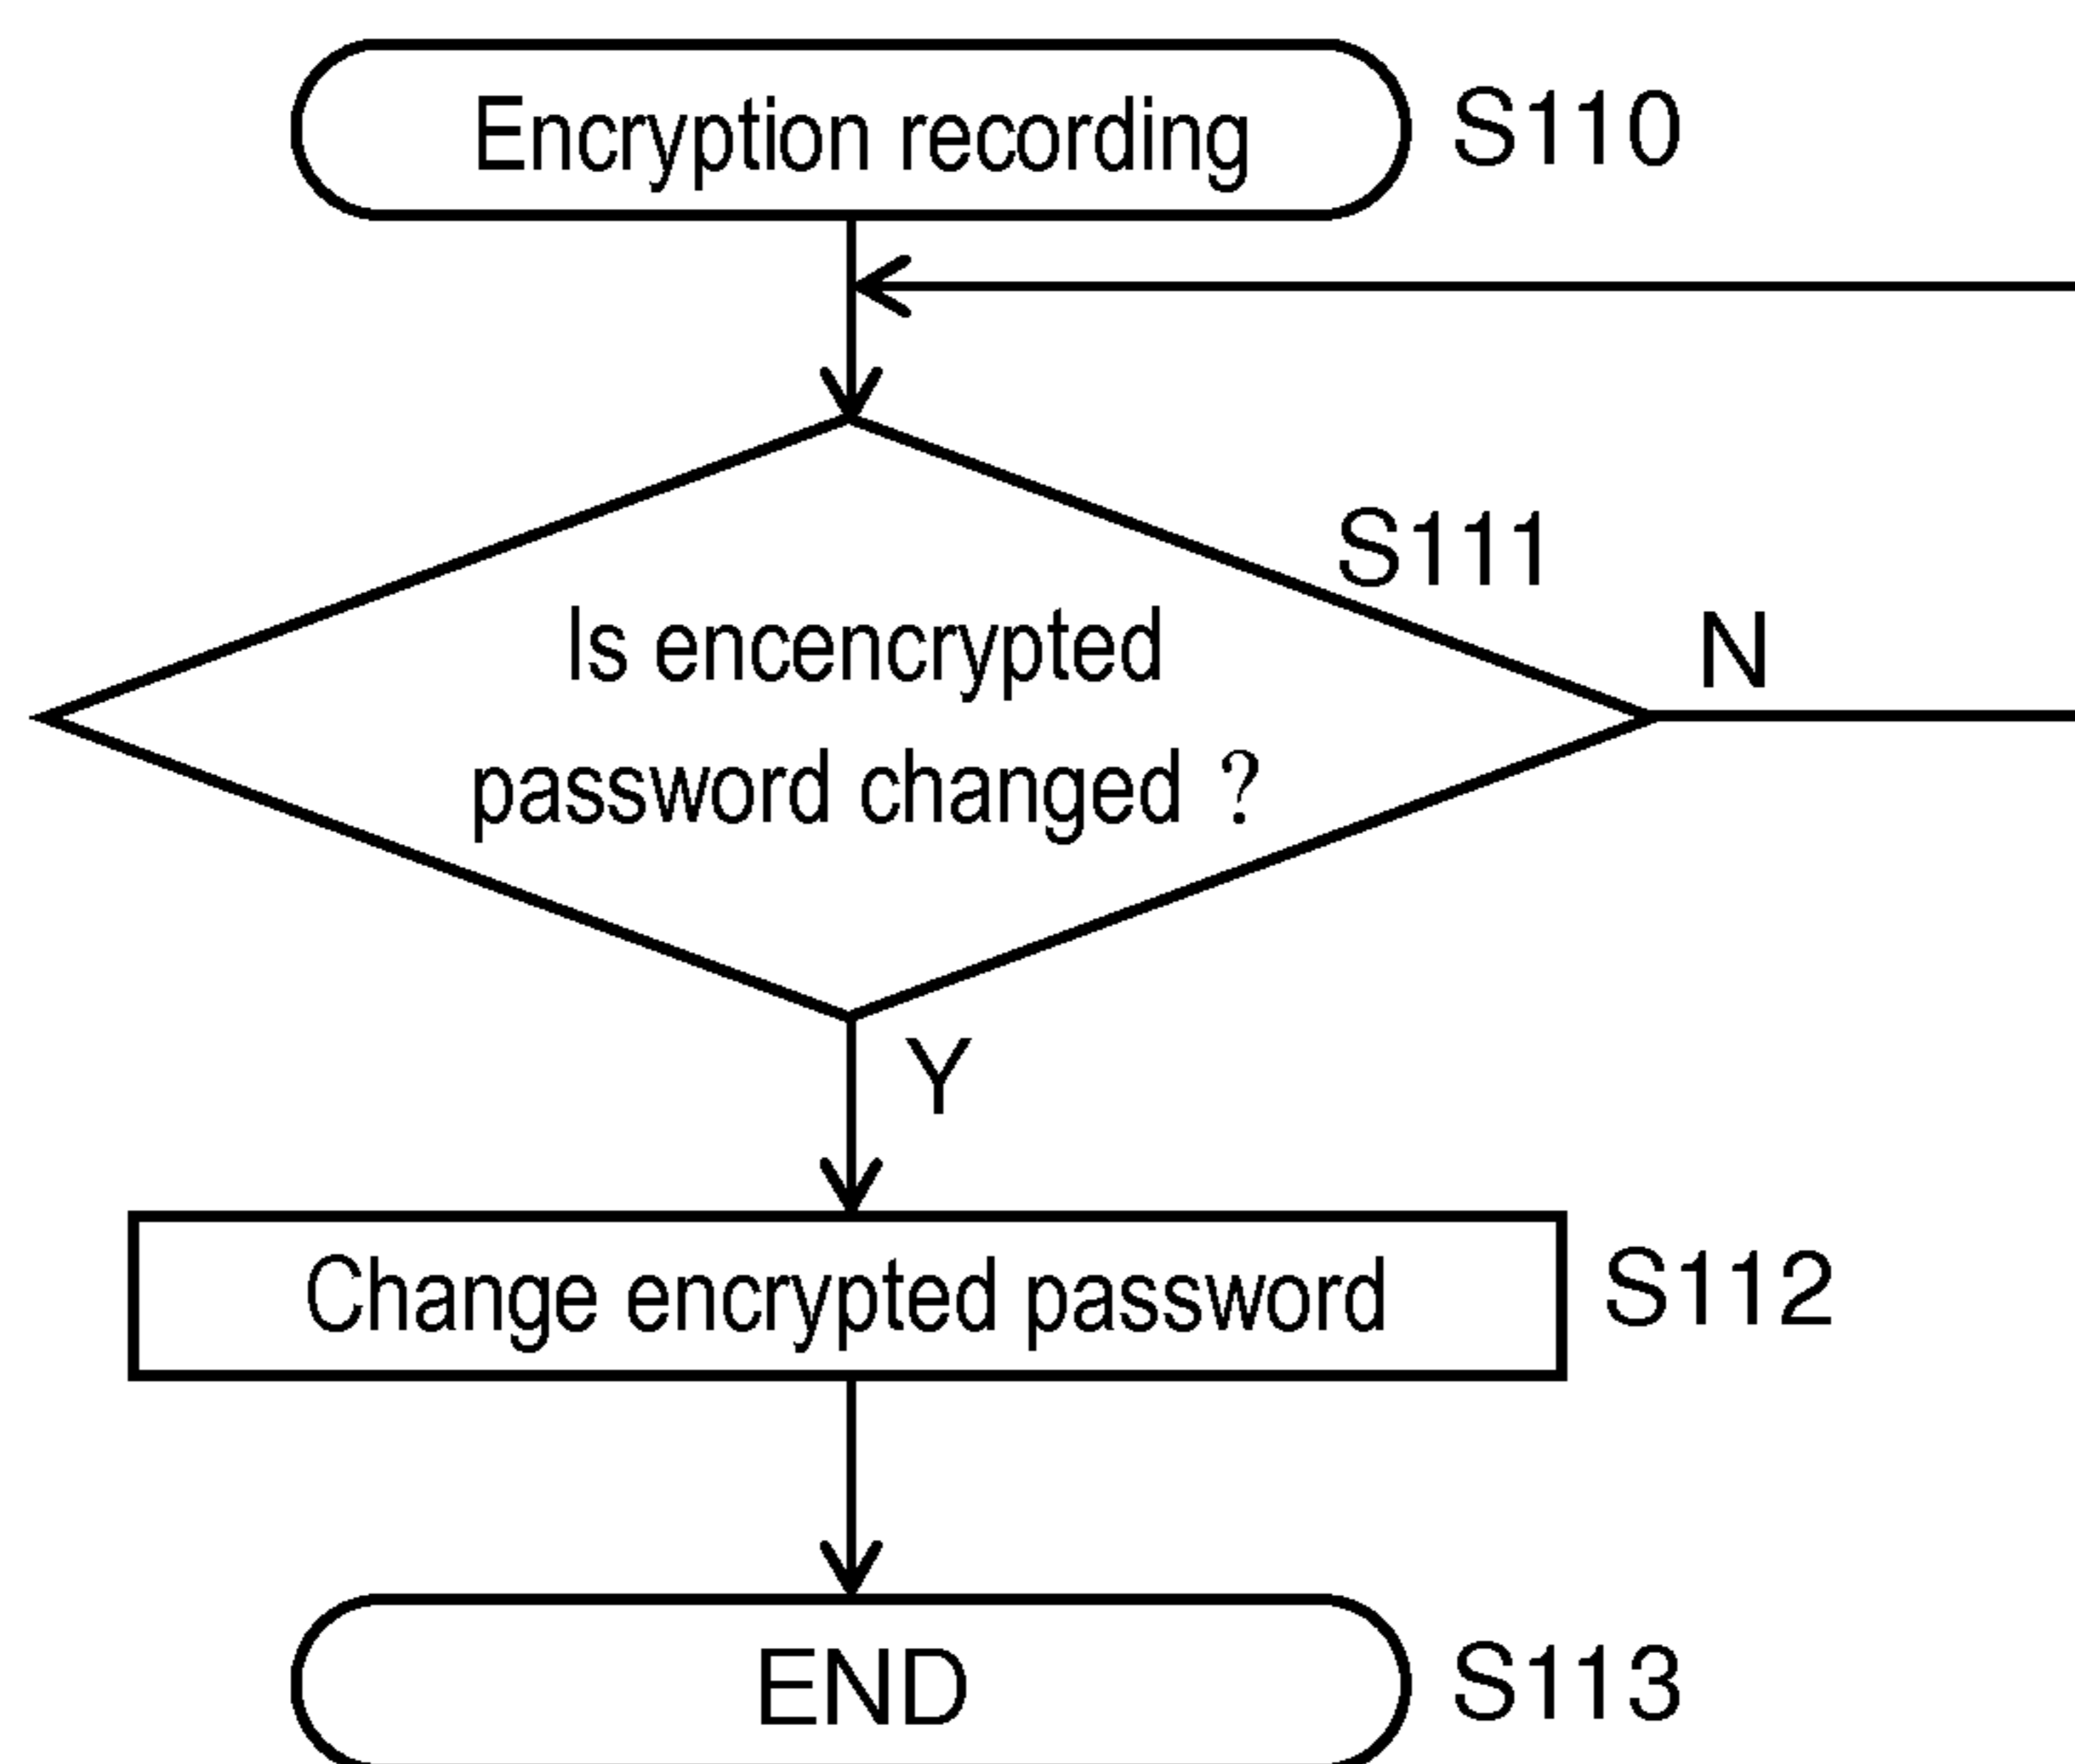 Encryption recording S110
S111
Is encencrypted
N
password changed ?
Y
Change encrypted password S112
END S113